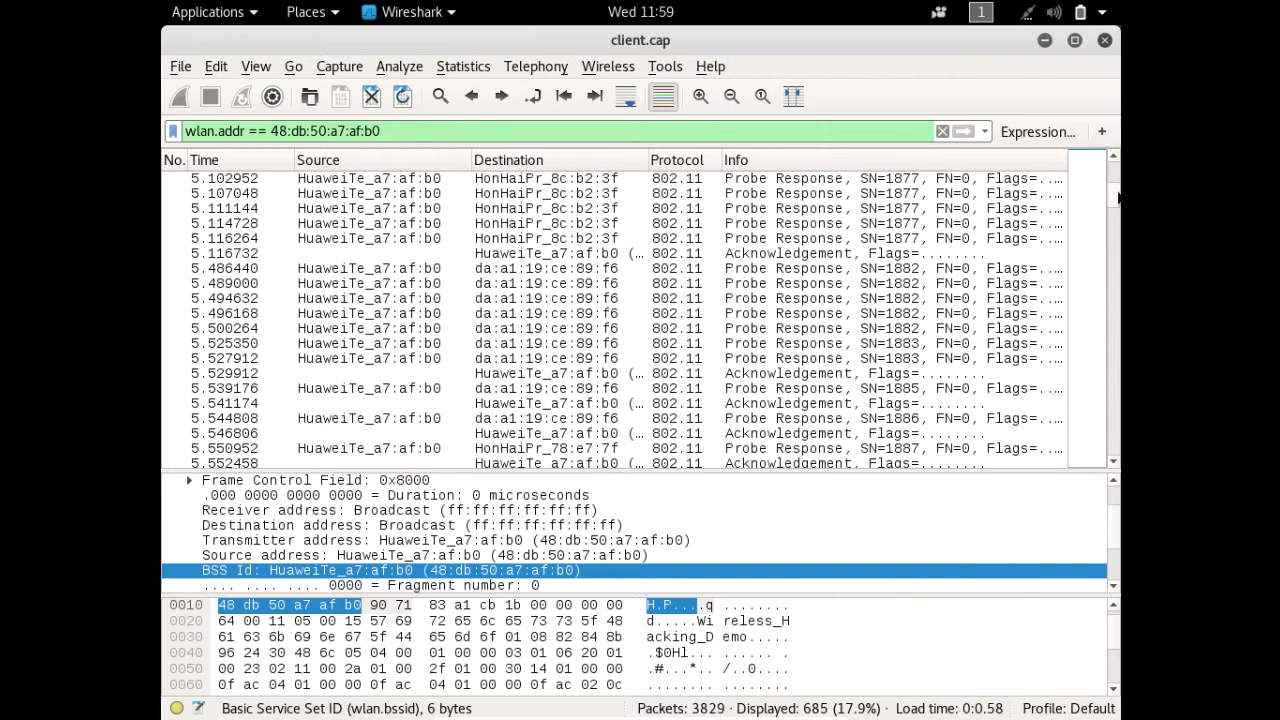 Applications Places Wireshark Wed 11:59 1
client.cap
File Edit View Go Capture Analyze Statistics Telephony Wireless Tools Help
wlan.addr == 48:db:50:a7:af:b0 Expression… +
No. Time Source Destination Protocol Info
5.102952 HuaweiTe_a7:af:b0 HonHaiPr_8c:b2:3f 802.11 Probe Response, SN=1877, FN=0, Flags=.….
5.107048 HuaweiTe_a7:af:b0 HonHaiPr_8c:b2:3f 802.11 Probe Response, SN=1877, FN=0, Flags=.….
5.111144 HuaweiTe_a7:af:b0 HonHaiPr_8c:b2:3f 802.11 Probe Response, SN=1877, FN=0, Flags=.….
5.114728 HuaweiTe_a7:af:b0 HonHaiPr_8c:b2:3f 802.11 Probe Response, SN=1877, FN=0, Flags=.….
5.116264 HuaweiTe_a7:af:b0 HonHaiPr_8c:b2:3f 802.11 Probe Response, SN=1877, FN=0, Flags=.….
5.116732 HuaweiTe_a7:af:b0 (… 802.11 Acknowledgement, Flags=........
5.486440 HuaweiTe_a7:af:b0 da:a1:19:ce:89:f6 802.11 Probe Response, SN=1882, FN=0, Flags=.….
5.489000 HuaweiTe_a7:af:b0 da:a1:19:ce:89:f6 802.11 Probe Response, SN=1882, FN=0, Flags=.….
5.494632 HuaweiTe_a7:af:b0 da:a1:19:ce:89:f6 802.11 Probe Response, SN=1882, FN=0, Flags=.….
5.496168 HuaweiTe_a7:af:b0 da:a1:19:ce:89:f6 802.11 Probe Response, SN=1882, FN=0, Flags=.….
5.500264 HuaweiTe_a7:af:b0 da:a1:19:ce:89:f6 802.11 Probe Response, SN=1882, FN=0, Flags=.….
5.525350 HuaweiTe_a7:af:b0 da:a1:19:ce:89:f6 802.11 Probe Response, SN=1883, FN=0, Flags=.….
5.527912 HuaweiTe_a7:af:b0 da:a1:19:ce:89:f6 802.11 Probe Response, SN=1883, FN=0, Flags=.….
5.529912 HuaweiTe_a7:af:b0 (… 802.11 Acknowledgement, Flags=........
5.539176 HuaweiTe_a7:af:b0 da:a1:19:ce:89:f6 802.11 Probe Response, SN=1885, FN=0, Flags=.….
5.541174 HuaweiTe_a7:af:b0 (… 802.11 Acknowledgement, Flags=........
5.544808 HuaweiTe_a7:af:b0 da:a1:19:ce:89:f6 802.11 Probe Response, SN=1886, FN=0, Flags=.….
5.546806 HuaweiTe_a7:af:b0 (… 802.11 Acknowledgement, Flags=........
5.550952 HuaweiTe_a7:af:b0 HonHaiPr_78:e7:7f 802.11 Probe Response, SN=1887, FN=0, Flags=.….
5.552458 HuaweiTe_a7:af:b0 (… 802.11 Acknowledgement, Flags=........
Frame Control Field: 0x8000
.000 0000 0000 0000 = Duration: 0 microseconds
Receiver address: Broadcast (ff:ff:ff:ff:ff:ff)
Destination address: Broadcast (ff:ff:ff:ff:ff:ff)
Transmitter address: HuaweiTe_a7:af:b0 (48:db:50:a7:af:b0)
Source address: HuaweiTe_a7:af:b0 (48:db:50:a7:af:b0)
BSS Id: HuaweiTe_a7:af:b0 (48:db:50:a7:af:b0)
.... .... .... 0000 = Fragment number: 0
0010 48 db 50 a7 af b0 90 71 83 a1 cb 1b 00 00 00 00 H.P....q ........
0020 64 00 11 05 00 15 57 69 72 65 6c 65 73 73 5f 48 d.....Wi reless_H
0030 61 63 6b 69 6e 67 5f 44 65 6d 6f 01 08 82 84 8b acking_D emo.....
0040 96 24 30 48 6c 05 04 00 01 00 00 03 01 06 20 01 .$0Hl... ...... .
0050 00 23 02 11 00 2a 01 00 2f 01 00 30 14 01 00 00 .#...*.. /..0....
0060 0f ac 04 01 00 00 0f ac 04 01 00 00 0f ac 02 0c ........ ........
Basic Service Set ID (wlan.bssid), 6 bytes Packets: 3829 · Displayed: 685 (17.9%) · Load time: 0:0.58 Profile: Default